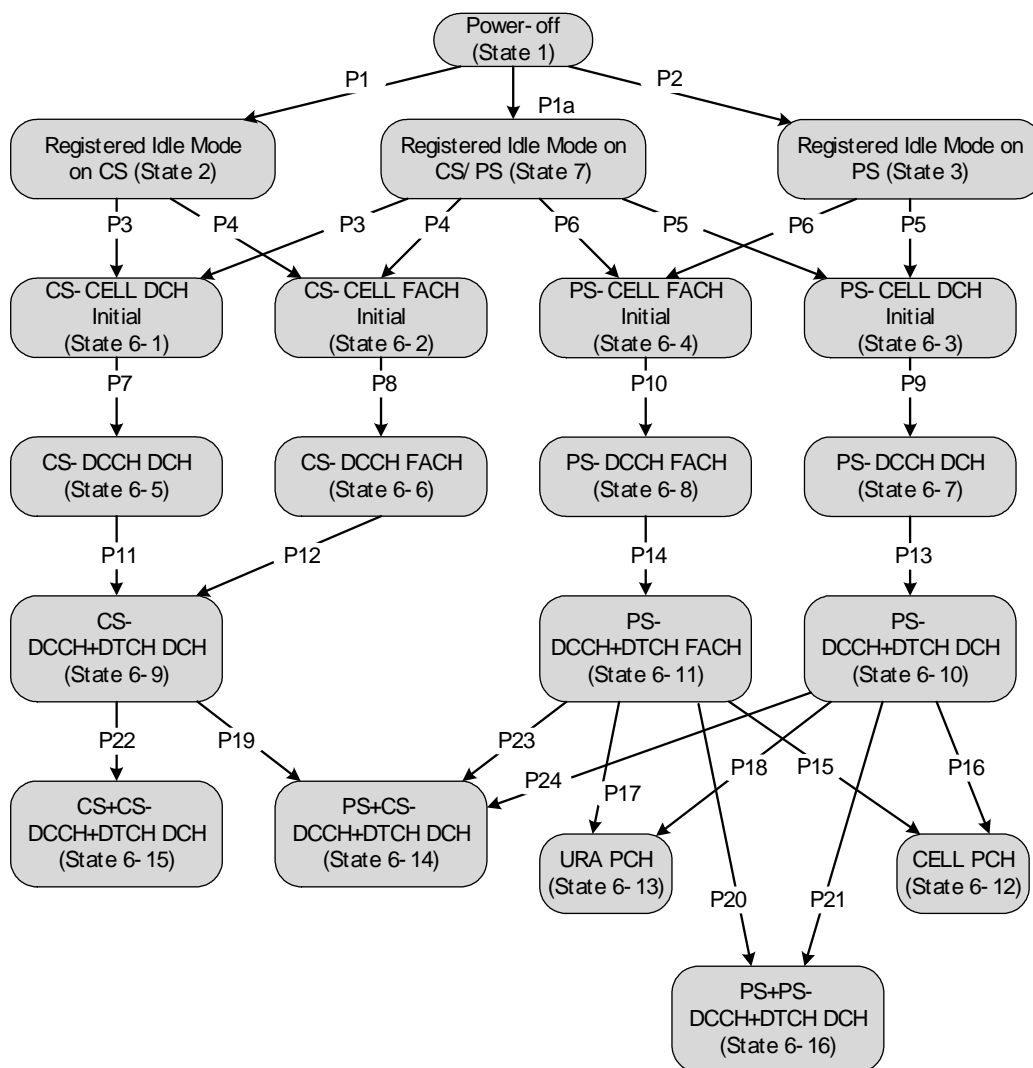 Power-off
(State 1)
P1
P1a
P2
Registered Idle Mode
on CS (State 2)
Registered Idle Mode on
CS/ PS (State 7)
Registered Idle Mode on
PS (State 3)
P3
P4
P3
P4
P6
P5
P6
P5
CS- CELL DCH
Initial
(State 6- 1)
CS- CELL FACH
Initial
(State 6- 2)
PS- CELL FACH
Initial
(State 6- 4)
PS- CELL DCH
Initial
(State 6- 3)
P7
P8
P10
P9
CS- DCCH DCH
(State 6- 5)
CS- DCCH FACH
(State 6- 6)
PS- DCCH FACH
(State 6- 8)
PS- DCCH DCH
(State 6- 7)
P11
P12
P14
P13
CS-
DCCH+DTCH DCH
(State 6- 9)
PS-
DCCH+DTCH FACH
(State 6- 11)
PS-
DCCH+DTCH DCH
(State 6- 10)
P22
P19
P23
P24
P17
P18
P15
P16
CS+CS-
DCCH+DTCH DCH
(State 6- 15)
PS+CS-
DCCH+DTCH DCH
(State 6- 14)
URA PCH
(State 6- 13)
CELL PCH
(State 6- 12)
P20
P21
PS+PS-
DCCH+DTCH DCH
(State 6- 16)